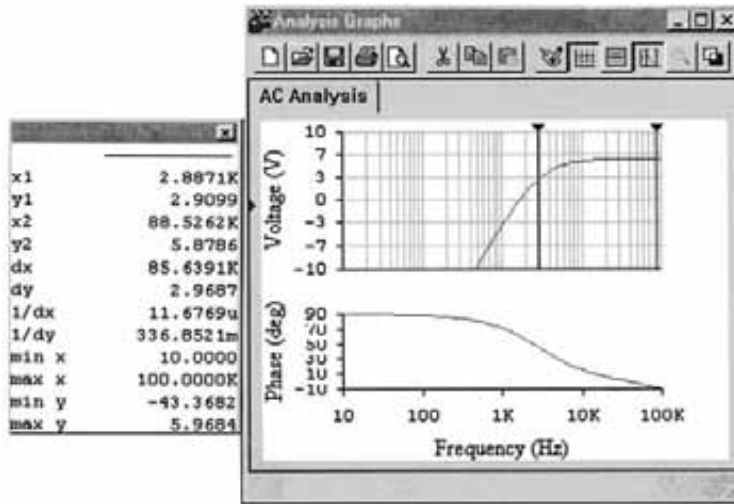 Analysis Graphs
AC Analysis
x1 2.8871K
y1 2.9099
x2 88.5262K
y2 5.8786
dx 85.6391K
dy 2.9687
1/dx 11.6769u
1/dy 336.8521m
min x 10.0000
max x 100.0000K
min y -43.3682
max y 5.9684
Voltage (V)
10
7
3
0
-3
-7
-10
Phase (deg)
90
70
50
30
10
-10
10 100 1K 10K 100K
Frequency (Hz)